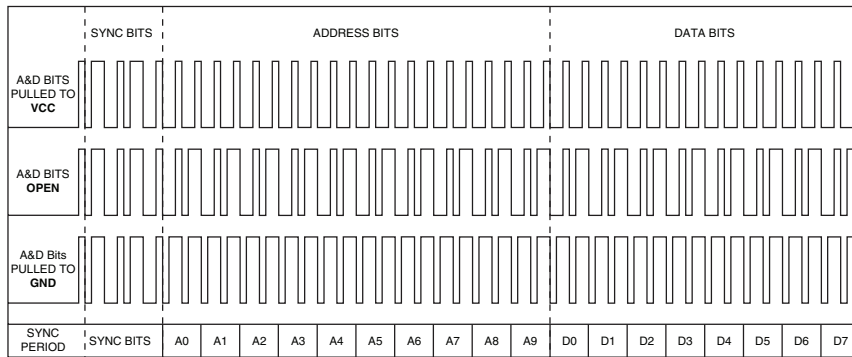 SYNC BITS
ADDRESS BITS
DATA BITS
A&D BITS
PULLED TO
VCC
A&D BITS
OPEN
A&D Bits
PULLED TO
GND
SYNC
PERIOD
SYNC BITS
A0
A1
A2
A3
A4
A5
A6
A7
A8
A9
D0
D1
D2
D3
D4
D5
D6
D7